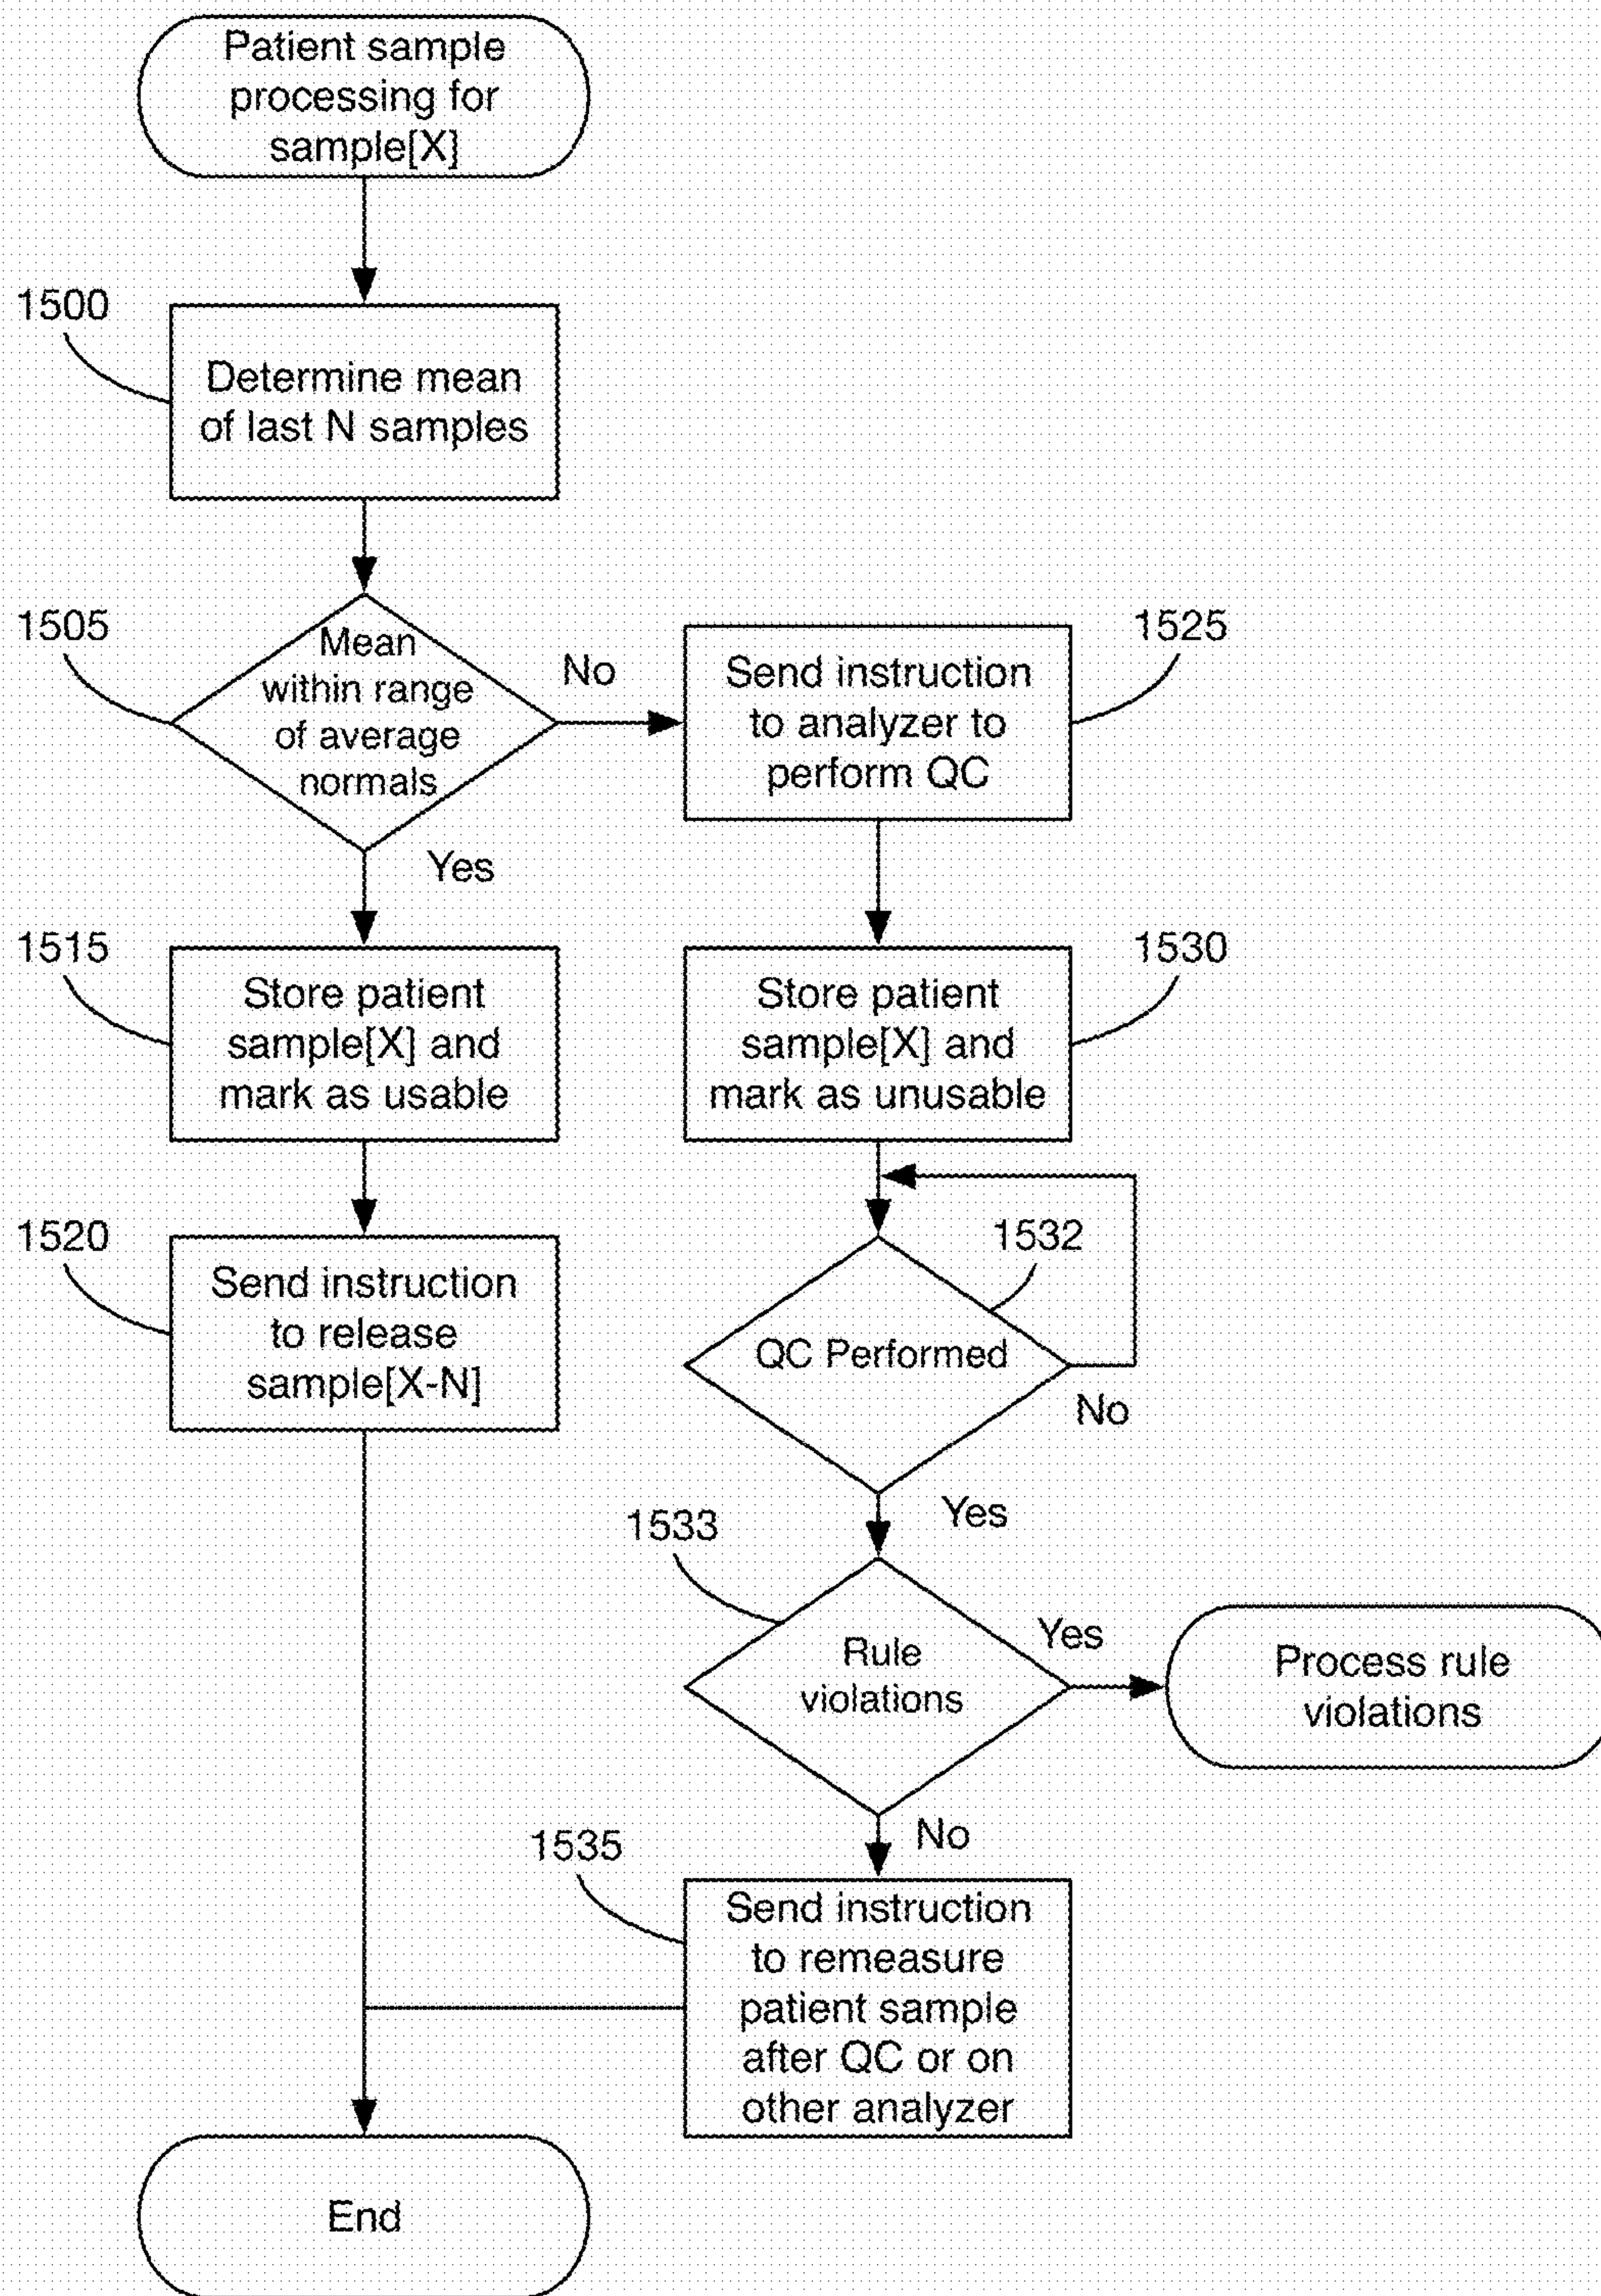 Patient sample
processing for
sample[X]
1500
Determine mean
of last N samples
1505
Mean
within range
of average
normals
No
Yes
Send instruction
to analyzer to
perform QC
1525
1515
Store patient
sample[X] and
mark as usable
Store patient
sample[X] and
mark as unusable
1530
1520
Send instruction
to release
sample[X-N]
1532
QC Performed
No
Yes
1533
Rule
violations
Yes
No
Process rule
violations
1535
Send instruction
to remeasure
patient sample
after QC or on
other analyzer
End